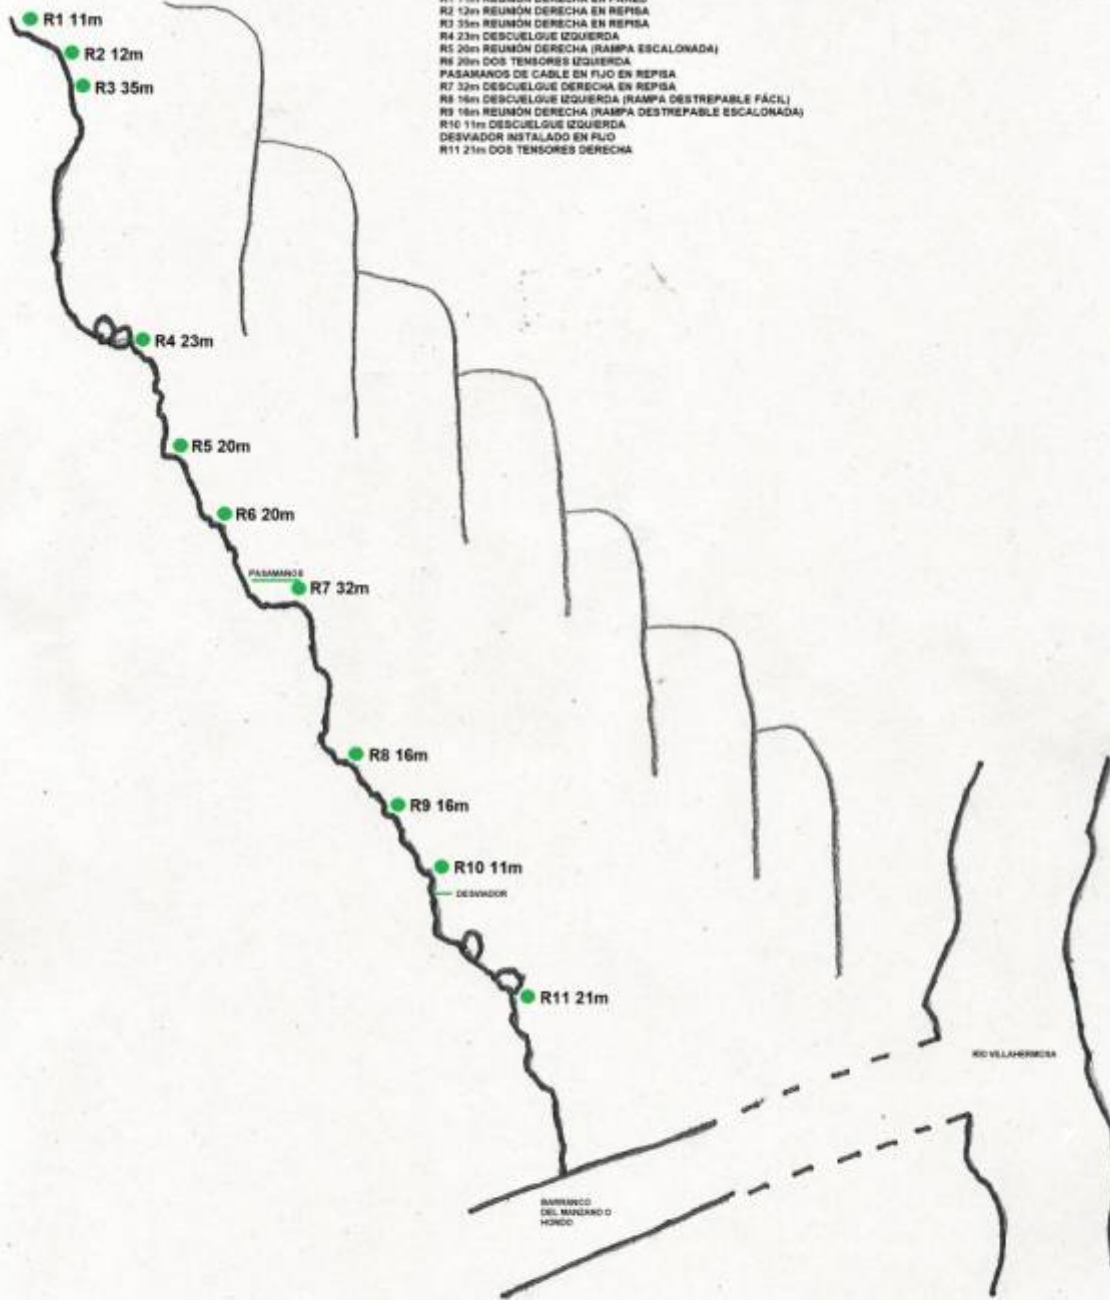 R2 12m REUNIÓN DERECHA EN REPISA
R3 35m REUNIÓN DERECHA EN REPISA
R4 23m DESCUELGUE IZQUIERDA
R5 20m REUNIÓN DERECHA (RAMPA ESCALONADA)
R6 20m DOS TENSORES IZQUIERDA
PASAMANOS DE CABLE EN FIJO EN REPISA
R7 32m DESCUELGUE DERECHA EN REPISA
R8 16m DESCUELGUE IZQUIERDA (RAMPA DESTREPABLE FÁCIL)
R9 16m REUNIÓN DERECHA (RAMPA DESTREPABLE ESCALONADA)
R10 11m DESCUELGUE IZQUIERDA
DESVIADOR INSTALADO EN FIJO
R11 21m DOS TENSORES DERECHA
R1 11m
R2 12m
R3 35m
R4 23m
R5 20m
R6 20m
PASAMANOS
R7 32m
R8 16m
R9 16m
R10 11m
DESVIADOR
R11 21m
RIO VILLAHERMOSA
BARRANCO
DEL MANZANO O
HONDO